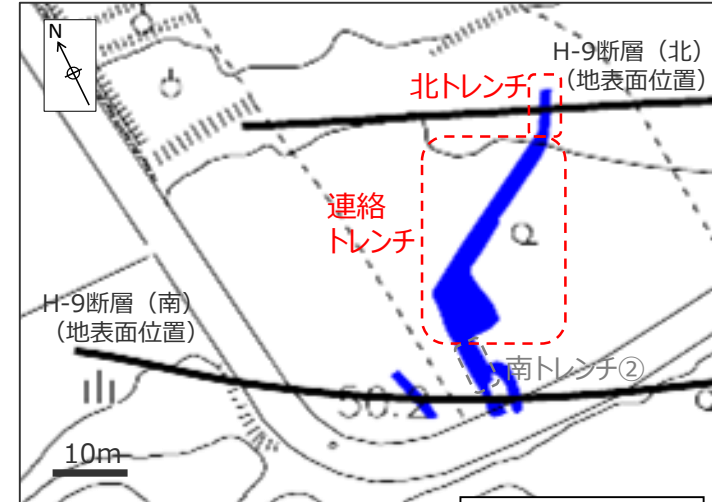 N
H-9断層（北）
（地表面位置）
北トレンチ
連絡
トレンチ
H-9断層（南）
（地表面位置）
南トレンチ②
50.2
10m